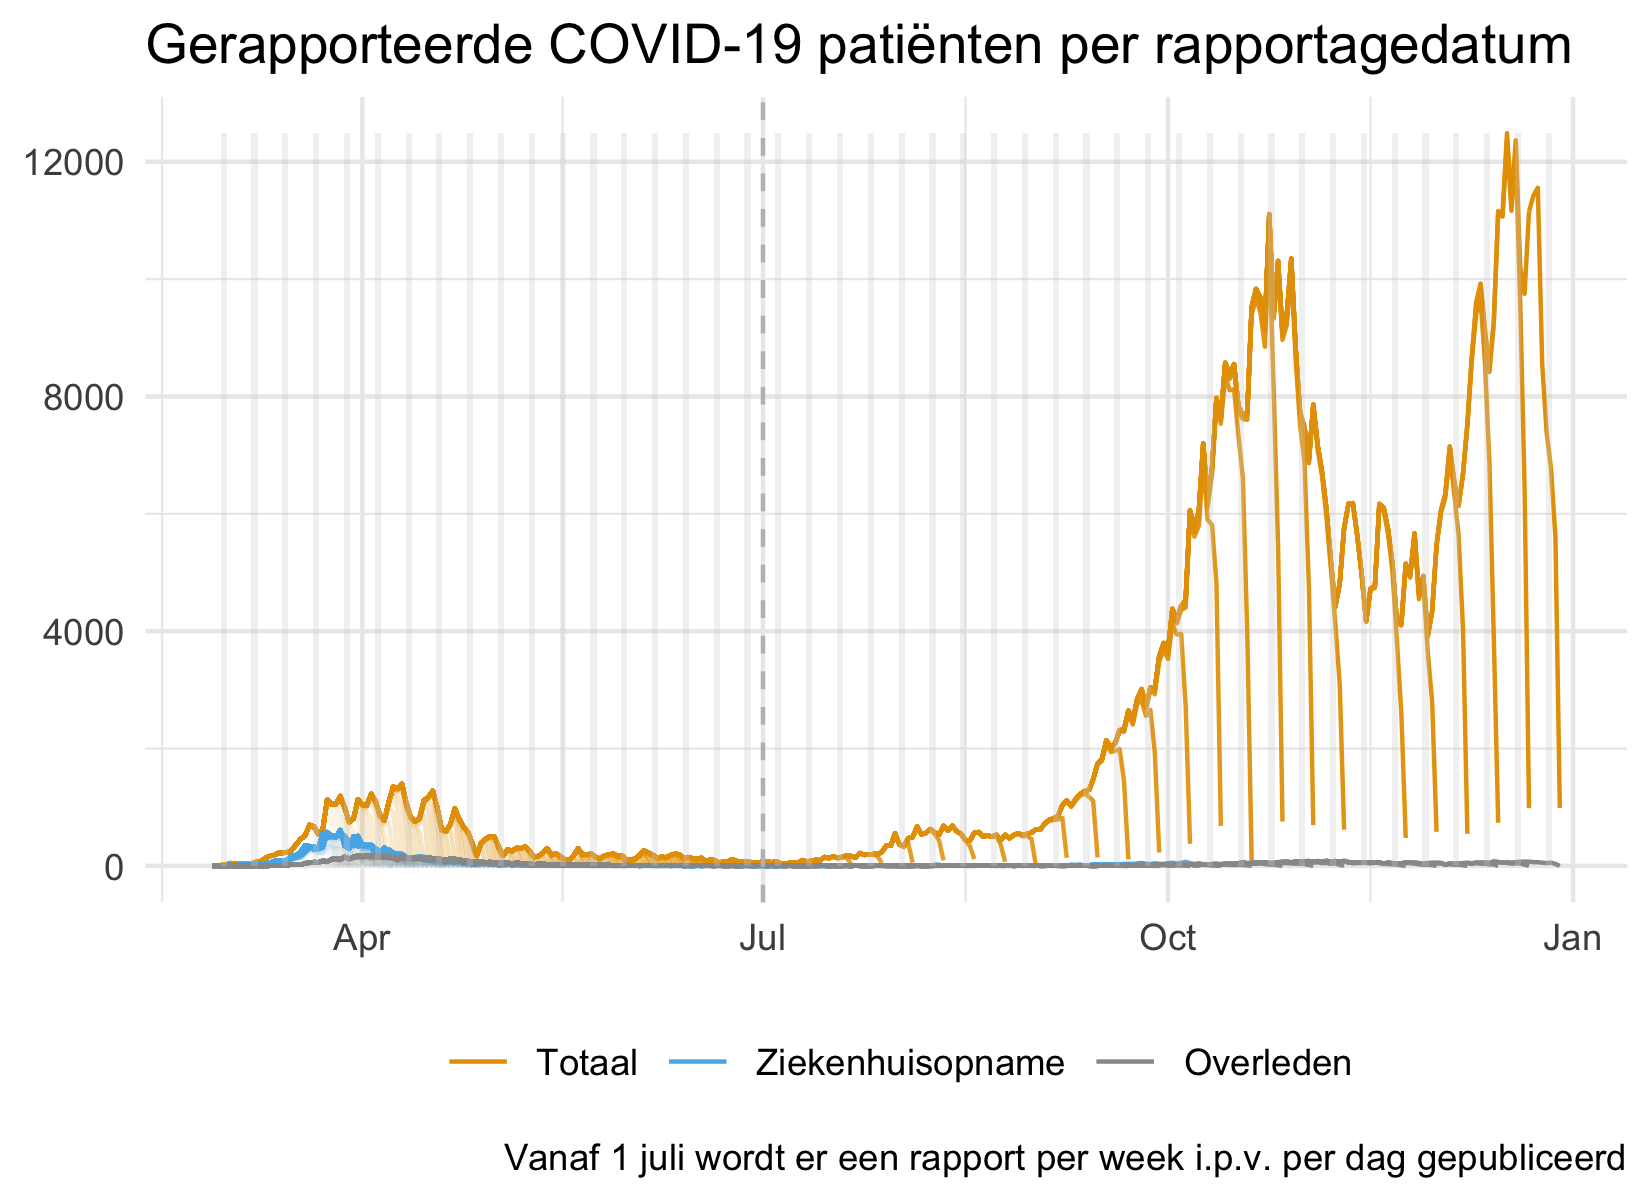 Gerapporteerde COVID-19 patiënten per rapportagedatum
12000
8000
4000
0
Apr Jul Oct Jan
Totaal Ziekenhuisopname Overleden
Vanaf 1 juli wordt er een rapport per week i.p.v. per dag gepubliceerd